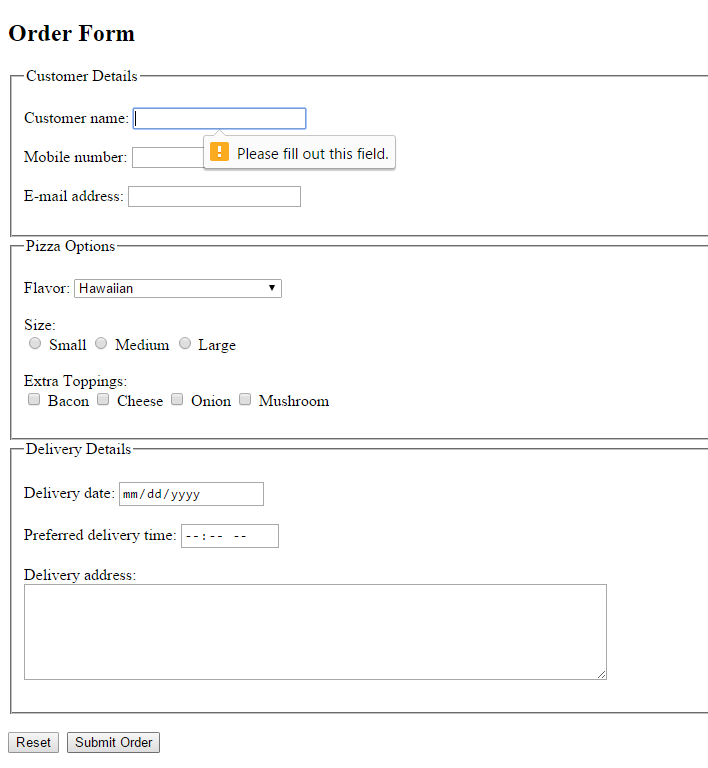 Order Form
Customer Details
Customer name:
Please fill out this field.
Mobile number:
E-mail address:
Pizza Options
Flavor: Hawaiian
Size:
Small Medium Large
Extra Toppings:
Bacon Cheese Onion Mushroom
Delivery Details
Delivery date: mm/dd/yyyy
Preferred delivery time: --:-- --
Delivery address:
Reset Submit Order